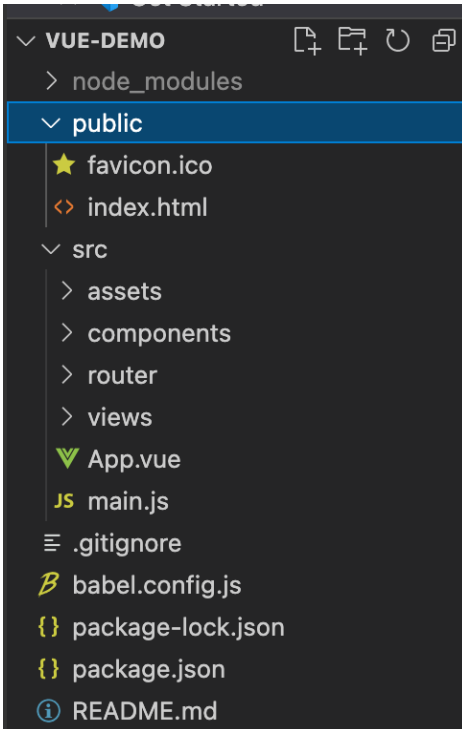 VUE-DEMO
node_modules
public
favicon.ico
index.html
src
assets
components
router
views
App.vue
JS main.js
.gitignore
babel.config.js
{} package-lock.json
{} package.json
README.md